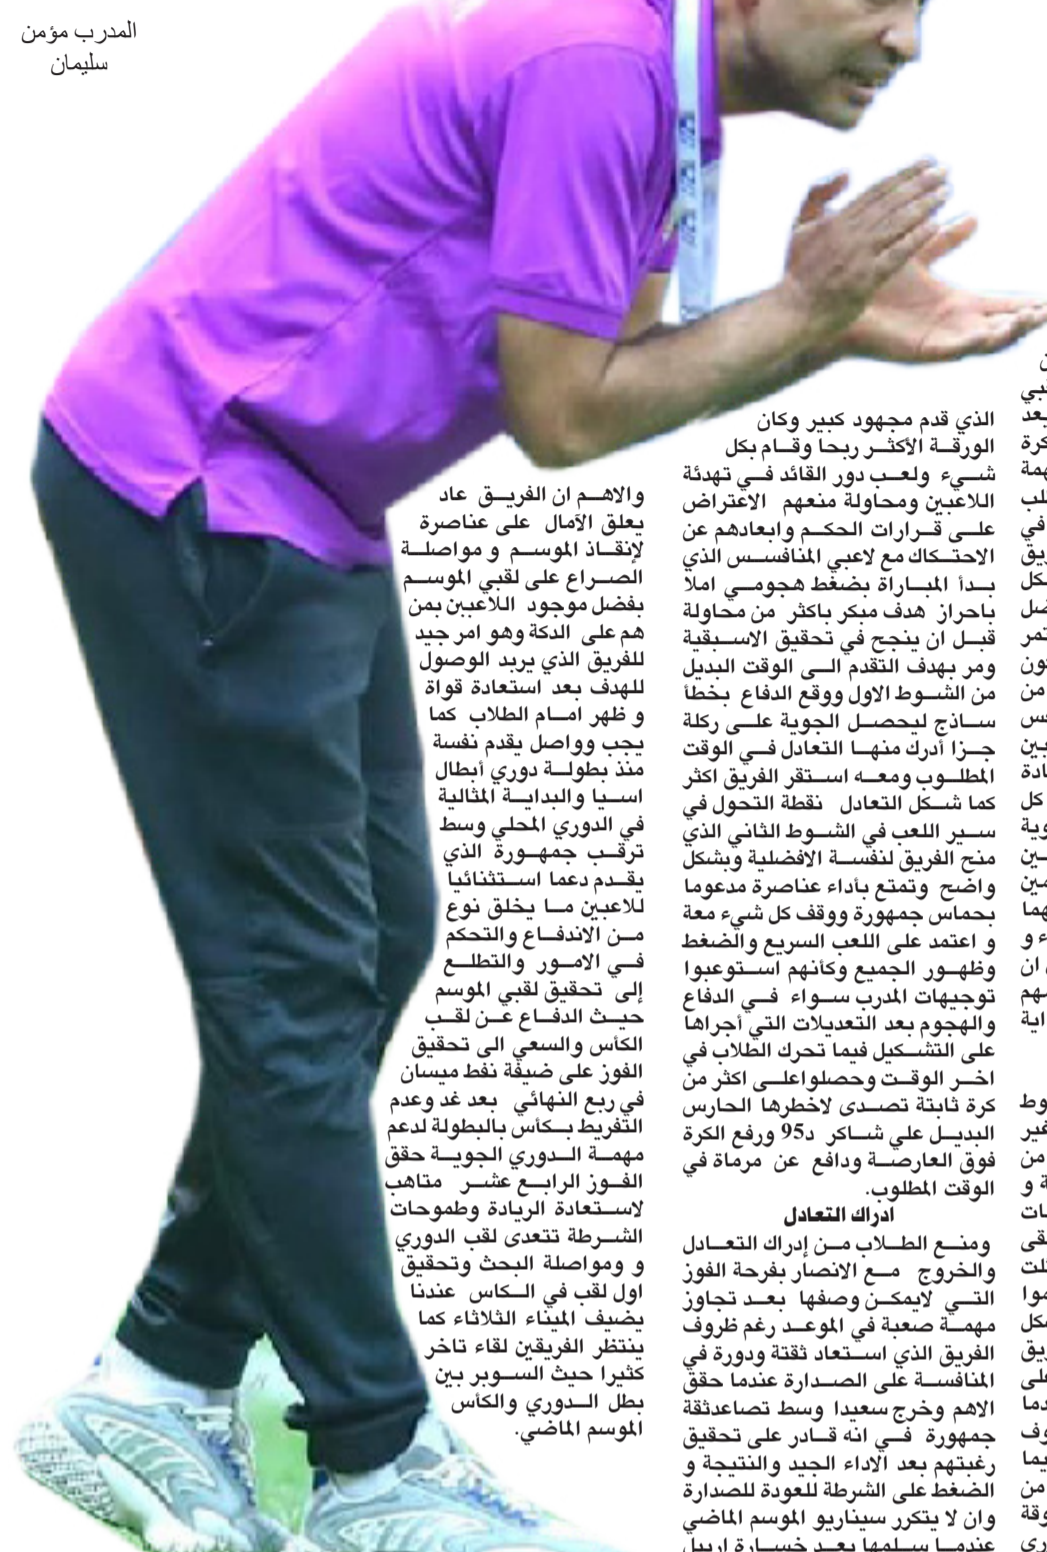 المدرب مؤمن
سليمان
الذي قدم مجهود كبير وكان
الورقة الأكثر ربحا وقام بكل
شيء ولعب دور القائد في تهدئة
اللاعبين ومحاولة منعهم الاعتراض
على قرارات الحكم وابعادهم عن
الاحتكاك مع لاعبي المنافسس الذي
بدأ المباراة بضغط هجومي املا
باحراز هدف مبكر باكثر من محاولة
قبل ان ينجح في تحقيق الاسبقية
ومر بهدف التقدم الى الوقت البديل
من الشوط الاول ووقع الدفاع بخطأ
ساذج ليحصل الجوية على ركلة
جزا أدرك منها التعادل في الوقت
المطلوب ومعه استقر الفريق اكثر
كما شكل التعادل نقطة التحول في
سير اللعب في الشوط الثاني الذي
منح الفريق لنفسة الافضلية وبشكل
واضح وتمتع بأداء عناصرة مدعوما
بحماس جمهورة ووقف كل شيء معة
و اعتمد على اللعب السريع والضغط
وظهور الجميع وكأنهم استوعبوا
توجيهات المدرب سواء في الدفاع
والهجوم بعد التعديلات التي أجراها
على التشكيل فيما تحرك الطلاب في
اخر الوقت وحصلواعلى اكثر من
كرة ثابتة تصدى لاخطرها الحارس
البديل علي شاكر د95 ورفع الكرة
فوق العارصة ودافع عن مرماة في
الوقت المطلوب.
ادراك التعادل
ومنع الطلاب من إدراك التعادل
والخروج مع الانصار بفرحة الفوز
التي لايمكن وصفها بعد تجاوز
مهمة صعبة في الموعد رغم ظروف
الفريق الذي استعاد ثقتة ودورة في
المنافسة على الصدارة عندما حقق
الاهم وخرج سعيدا وسط تصاعدثقة
جمهورة في انه قادر على تحقيق
رغبتهم بعد الاداء الجيد والنتيجة و
الضغط على الشرطة للعودة للصدارة
وان لا يتكرر سيناريو الموسم الماضي
عندما سلمها بعد خسارة اربيل
والاهم ان الفريق عاد
يعلق الآمال على عناصرة
لإنقاذ الموسم و مواصلة
الصراع على لقبي الموسم
بفضل موجود اللاعبين بمن
هم على الدكة وهو امر جيد
للفريق الذي يريد الوصول
للهدف بعد استعادة قواة
و ظهر امام الطلاب كما
يجب وواصل يقدم نفسة
منذ بطولة دوري أبطال
اسيا والبداية المثالية
في الدوري المحلي وسط
ترقب جمهورة الذي
يقدم دعما استثنائيا
للاعبين ما يخلق نوع
من الاندفاع والتحكم
في الامور والتطلع
إلى تحقيق لقبي الموسم
حيث الدفاع عن لقب
الكأس والسعي الى تحقيق
الفوز على ضيفة نفط ميسان
في ربع النهائي بعد غد وعدم
التفريط بكأس بالبطولة لدعم
مهمة الدوري الجوية حقق
الفوز الرابع عشر متاهب
لاستعادة الريادة وطموحات
الشرطة تتعدى لقب الدوري
و ومواصلة البحث وتحقيق
اول لقب في الكاس عندنا
يضيف الميناء الثلاثاء كما
ينتظر الفريقين لقاء تاخر
كثيرا حيث السوبر بين
بطل الدوري والكأس
الموسم الماضي.